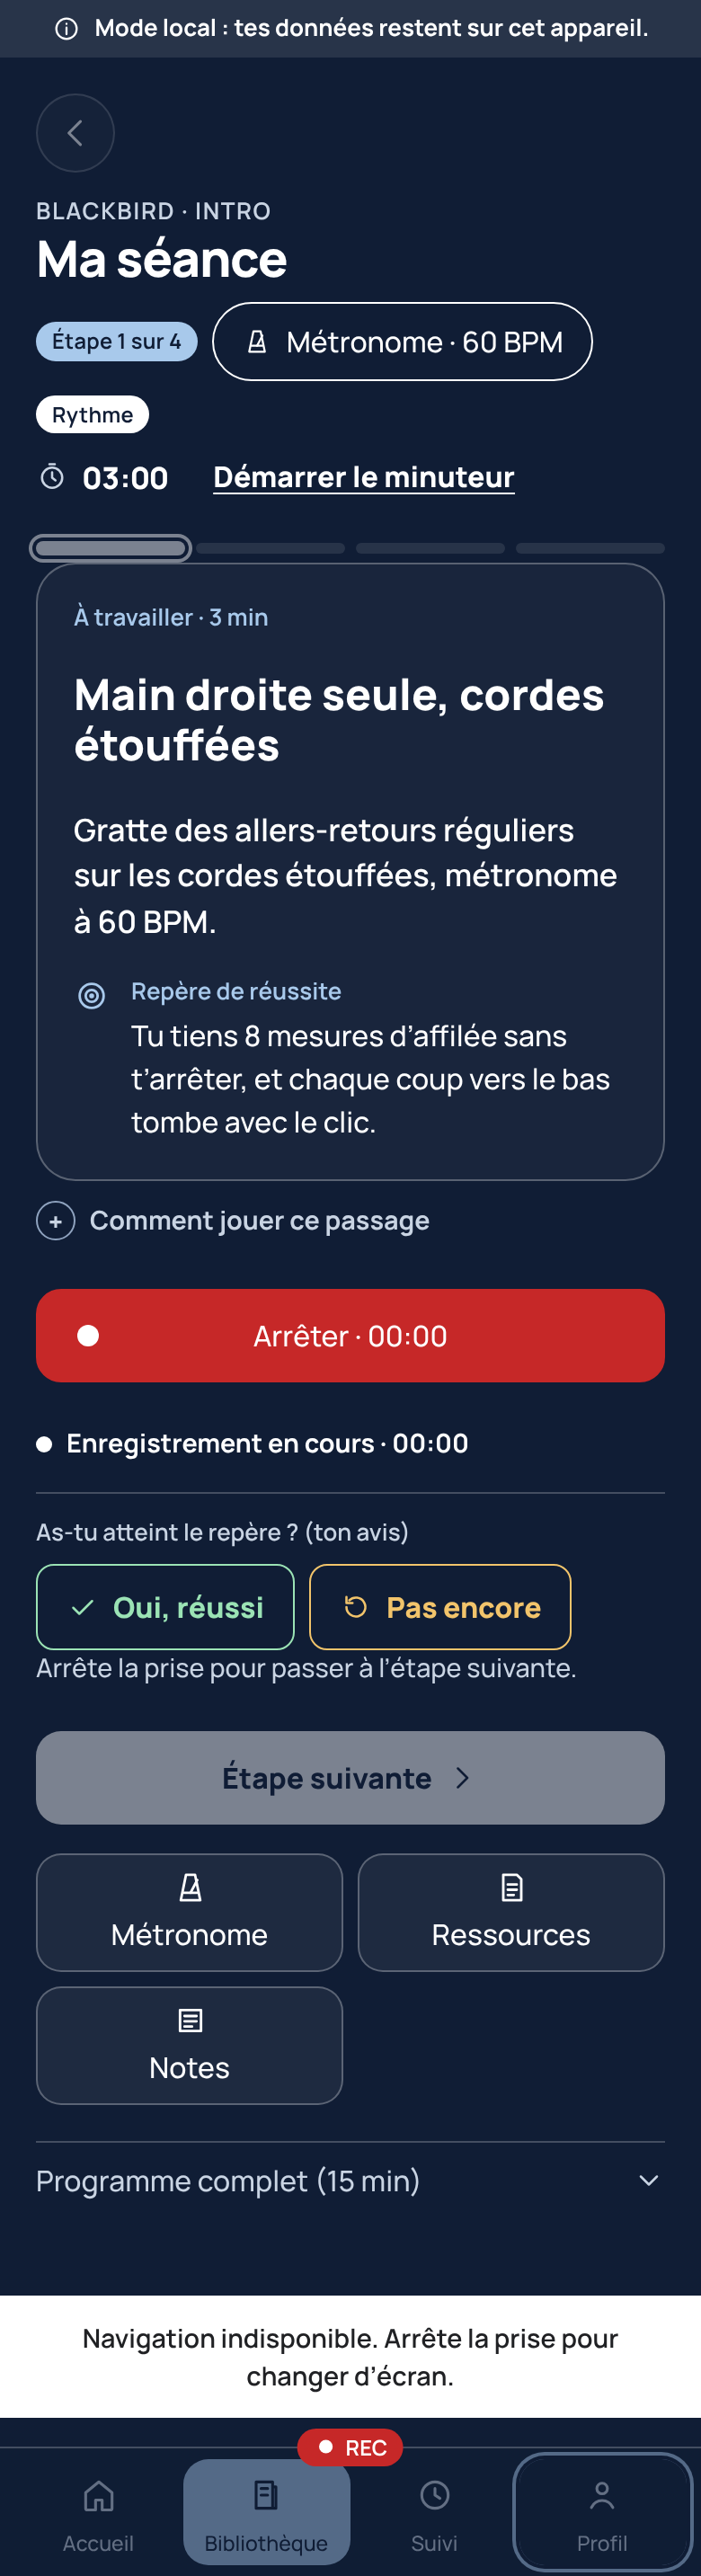 Mode local : tes données restent sur cet appareil.
BLACKBIRD · INTRO
Ma séance
Étape 1 sur 4
Métronome · 60 BPM
Rythme
03:00
Démarrer le minuteur
À travailler · 3 min
Main droite seule, cordes
étouffées
Gratte des allers-retours réguliers
sur les cordes étouffées, métronome
à 60 BPM.
Repère de réussite
Tu tiens 8 mesures d’affilée sans
t’arrêter, et chaque coup vers le bas
tombe avec le clic.
Comment jouer ce passage
Arrêter · 00:00
Enregistrement en cours · 00:00
As-tu atteint le repère ? (ton avis)
Oui, réussi
Pas encore
Arrête la prise pour passer à l’étape suivante.
Étape suivante
Métronome
Ressources
Notes
Programme complet (15 min)
Navigation indisponible. Arrête la prise pour
changer d’écran.
REC
Accueil
Bibliothèque
Suivi
Profil